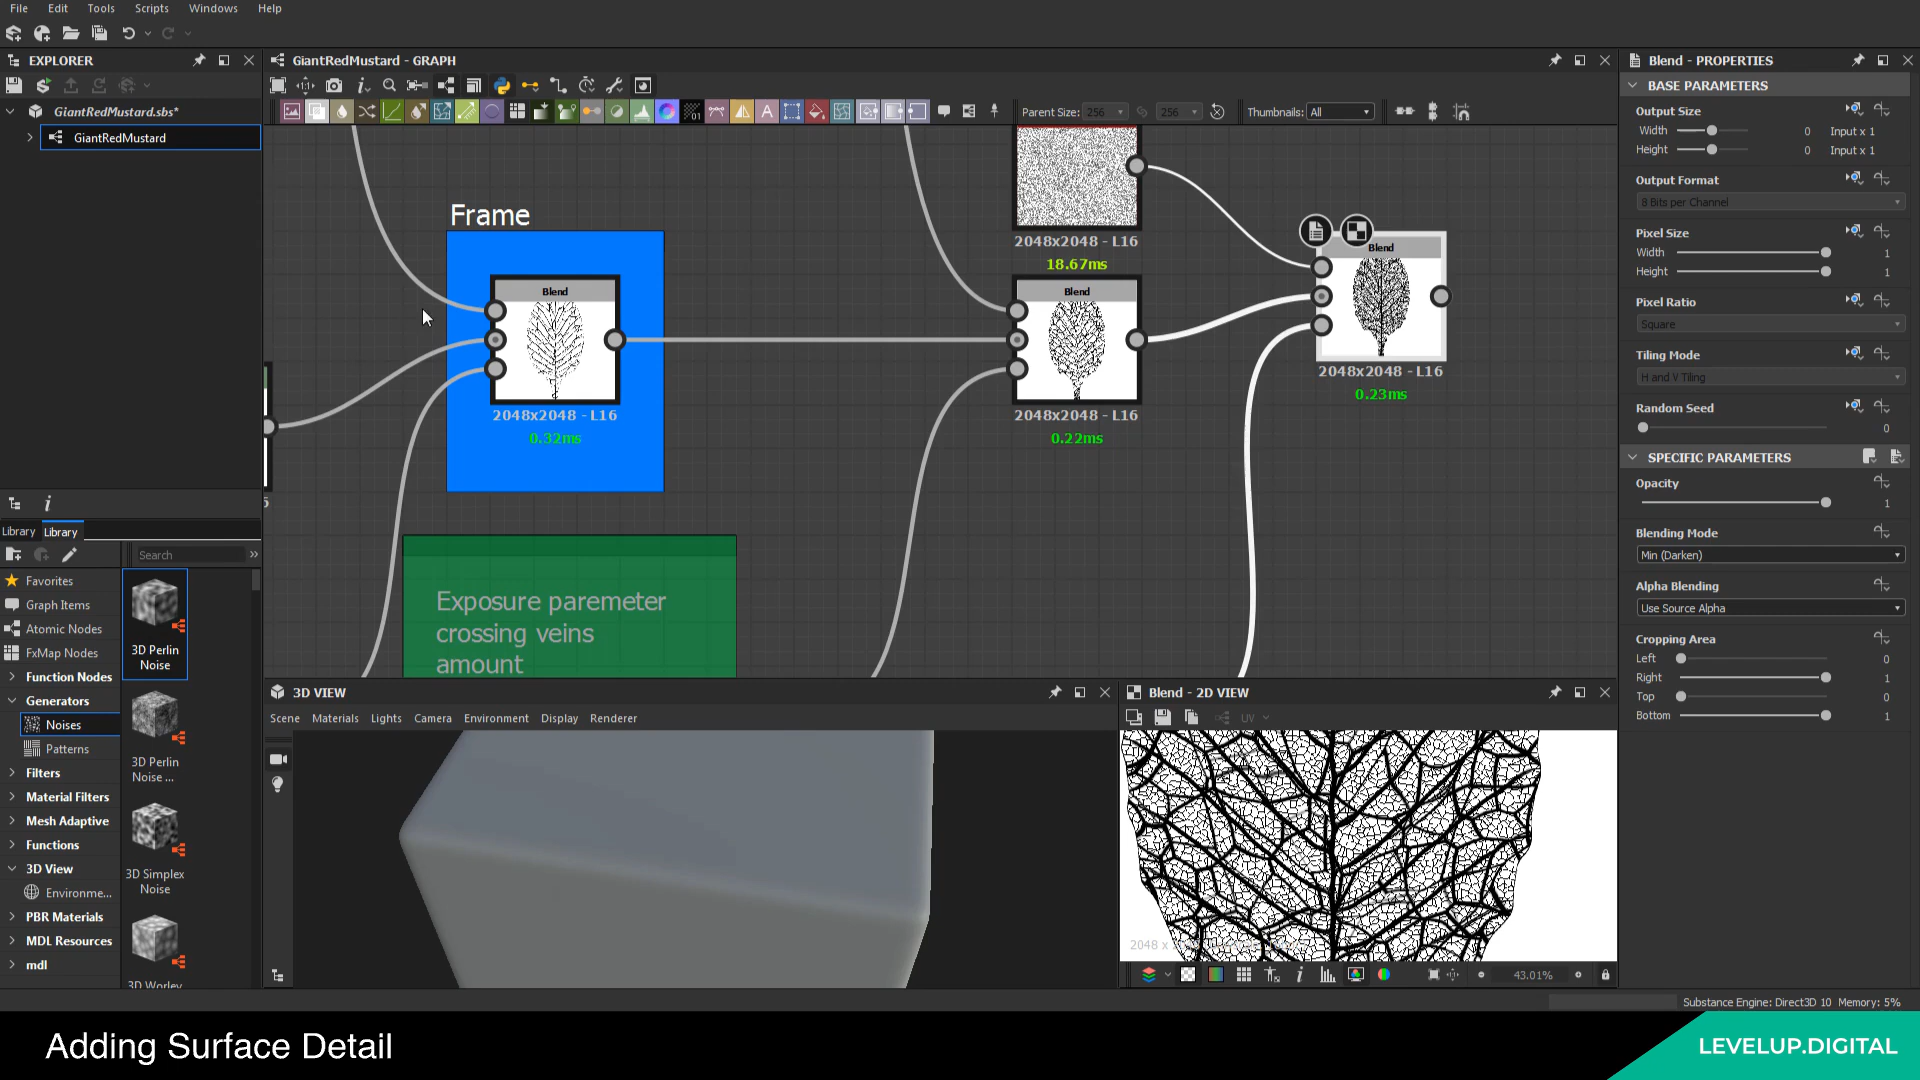 File Edit Tools Scripts Windows Help
EXPLORER
GiantRedMustard.sbs*
GiantRedMustard
GiantRedMustard - GRAPH
Parent Size: 256 256 Thumbnails: All
Frame
Blend
2048x2048 - L16
0.32ms
2048x2048 - L16
18.67ms
Blend
2048x2048 - L16
0.22ms
Blend
2048x2048 - L16
0.23ms
Exposure paremeter
crossing veins
amount
Library Library
Search
Favorites
Graph Items
Atomic Nodes
FxMap Nodes
Function Nodes
Generators
Noises
Patterns
Filters
Material Filters
Mesh Adaptive
Functions
3D View
Environme...
PBR Materials
MDL Resources
mdl
3D Perlin
Noise
3D Perlin
Noise ...
3D Simplex
Noise
3D Worley
3D VIEW
Scene Materials Lights Camera Environment Display Renderer
Blend - 2D VIEW
UV
2048 x
43.01%
Blend - PROPERTIES
BASE PARAMETERS
Output Size
Width 0 Input x 1
Height 0 Input x 1
Output Format
8 Bits per Channel
Pixel Size
Width 1
Height 1
Pixel Ratio
Square
Tiling Mode
H and V Tiling
Random Seed
0
SPECIFIC PARAMETERS
Opacity
1
Blending Mode
Min (Darken)
Alpha Blending
Use Source Alpha
Cropping Area
Left 0
Right 1
Top 0
Bottom 1
Substance Engine: Direct3D 10 Memory: 5%
Adding Surface Detail
LEVELUP.DIGITAL